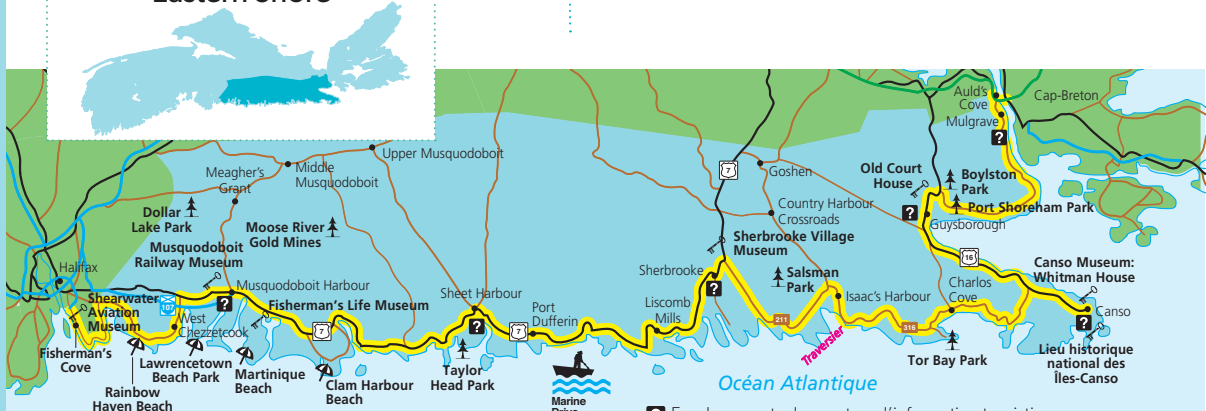 Eastern Shore
Auld's
Cove
Cap-Breton
Mulgrave
Upper Musquodoboit
Middle
Musquodoboit
Meagher's
Grant
7
Goshen
Old Court
House
Boylston
Park
Port Shoreham Park
Guysborough
Dollar
Lake Park
Moose River
Gold Mines
Country Harbour
Crossroads
Sherbrooke Village
Museum
Musquodoboit
Railway Museum
16
Canso Museum:
Whitman House
Halifax
Sherbrooke
Salsman
Park
Charlos
Cove
Musquodoboit Harbour
Shearwater
Aviation
Museum
107
Fisherman's Life Museum
Sheet Harbour
Isaac's Harbour
Canso
West
Chezzetcook
7
7
Port
Dufferin
Liscomb
Mills
211
316
Traversier
Fisherman's
Cove
Lawrencetown
Beach Park
Martinique
Beach
Taylor
Head Park
Tor Bay Park
Lieu historique
national des
Îles-Canso
Rainbow
Haven Beach
Clam Harbour
Beach
Océan Atlantique
Marine
Drive
?
?
?
?
?
?
?